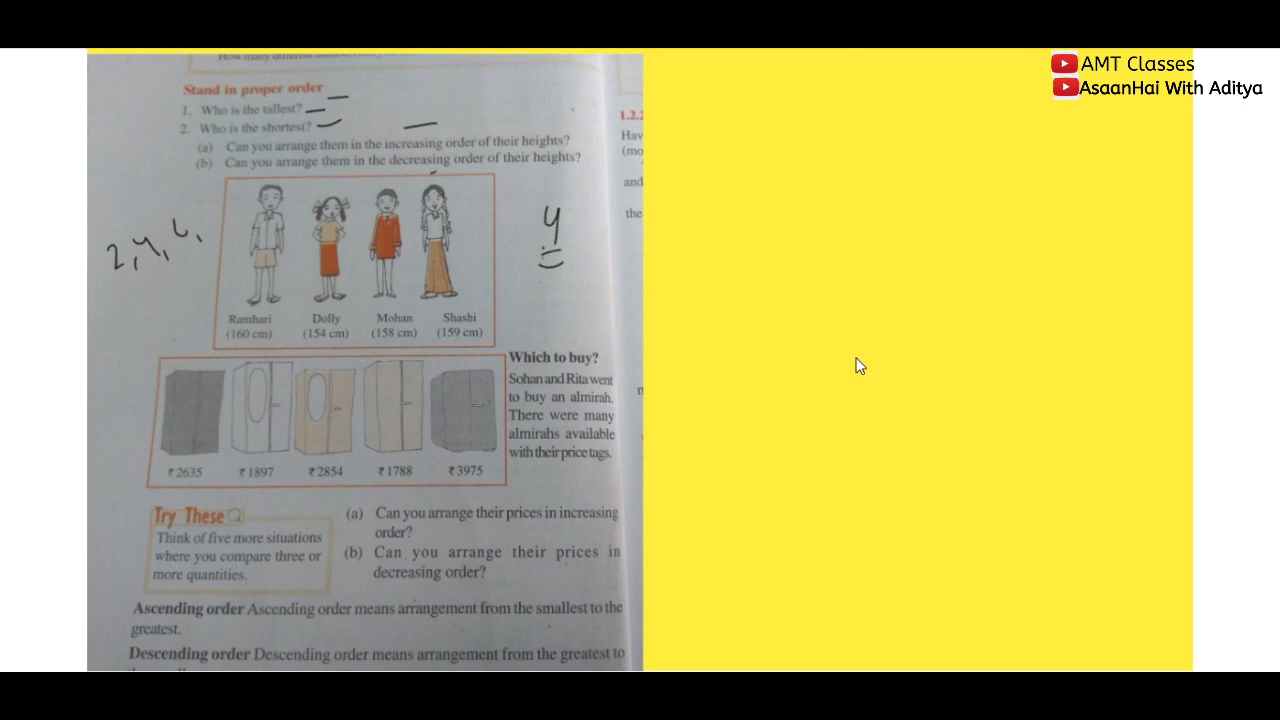 AMT Classes
AsaanHai With Aditya
Stand in proper order
1. Who is the tallest?
2. Who is the shortest?
(a) Can you arrange them in the increasing order of their heights?
(b) Can you arrange them in the decreasing order of their heights?
2, 4, 6,
4
Ramhari Dolly Mohan Shashi
(160 cm) (154 cm) (158 cm) (159 cm)
Which to buy?
Sohan and Rita went
to buy an almirah.
There were many
almirahs available
with their price tags.
₹ 2635 ₹ 1897 ₹ 2854 ₹ 1788 ₹ 3975
Try These
Think of five more situations
where you compare three or
more quantities.
(a) Can you arrange their prices in increasing
order?
(b) Can you arrange their prices in
decreasing order?
Ascending order Ascending order means arrangement from the smallest to the
greatest.
Descending order Descending order means arrangement from the greatest to
1.2.2
and
the